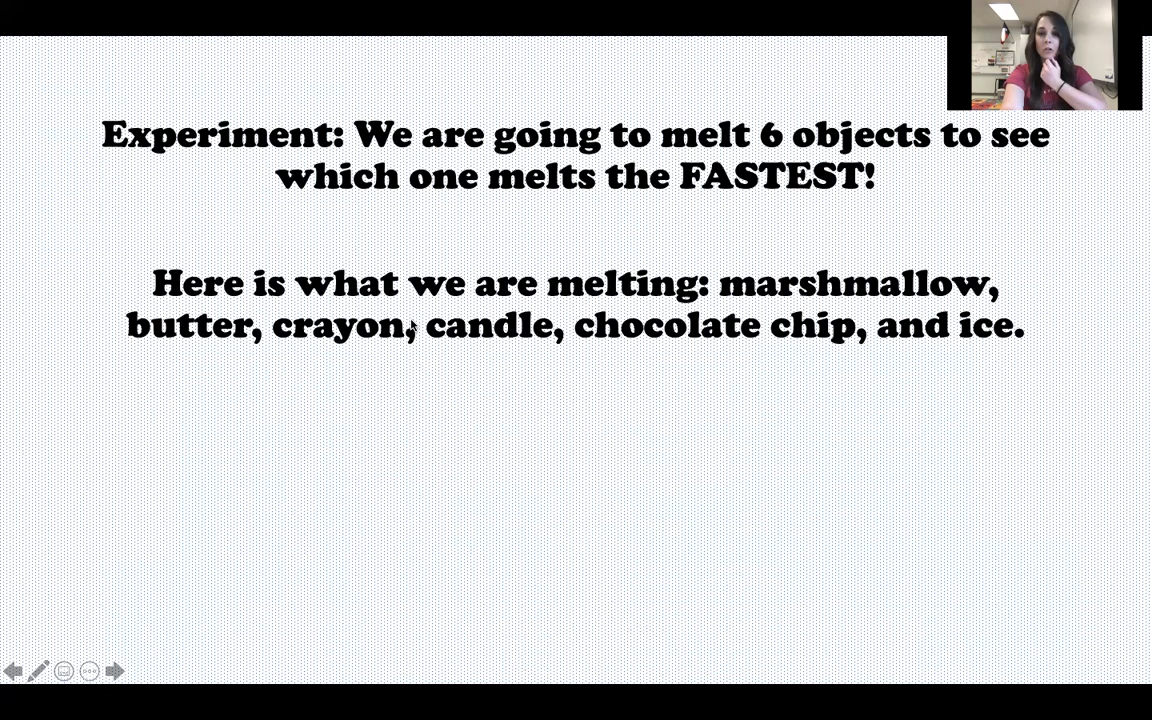 Experiment: We are going to melt 6 objects to see
which one melts the FASTEST!
Here is what we are melting: marshmallow,
butter, crayon, candle, chocolate chip, and ice.